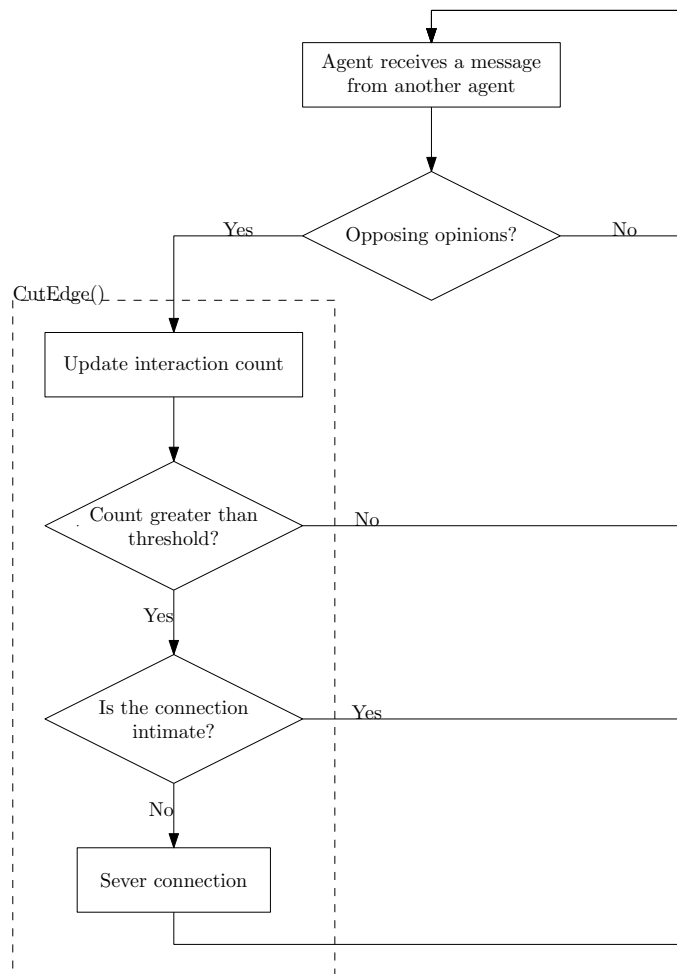 Agent receives a message
from another agent
Opposing opinions?
Yes
No
CutEdge()
Update interaction count
Count greater than
threshold?
No
Yes
Is the connection
intimate?
Yes
No
Sever connection